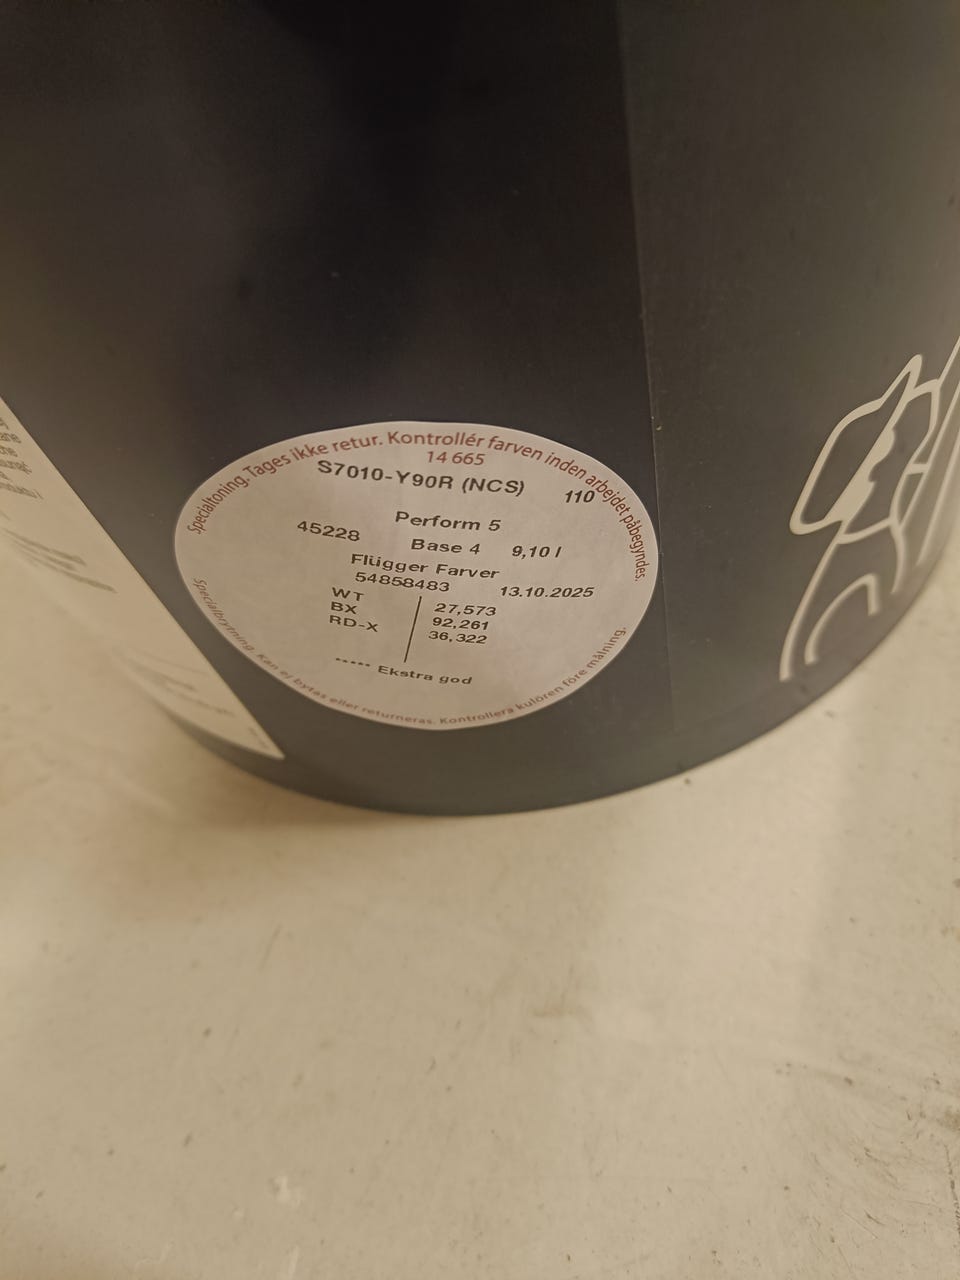 Specialtoning. Tages ikke retur. Kontrollér farven inden arbejdet påbegyndes.
14 665
S7010-Y90R (NCS)
110
Perform 5
45228 Base 4 9,10 l
Flügger Farver
54858483 13.10.2025
WT 27,573
BX 92,261
RD-X 36,322
***** Ekstra god
Specialbrytning. Kan ej bytas eller returneras. Kontrollera kulören före målning.